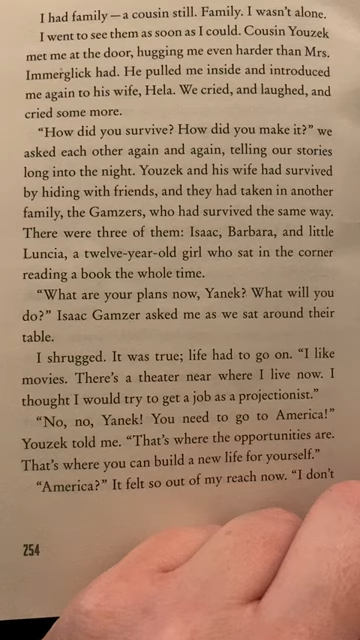 I had family—a cousin still. Family. I wasn't alone.
I went to see them as soon as I could. Cousin Youzek
met me at the door, hugging me even harder than Mrs.
Immerglick had. He pulled me inside and introduced
me again to his wife, Hela. We cried, and laughed, and
cried some more.
"How did you survive? How did you make it?" we
asked each other again and again, telling our stories
long into the night. Youzek and his wife had survived
by hiding with friends, and they had taken in another
family, the Gamzers, who had survived the same way.
There were three of them: Isaac, Barbara, and little
Luncia, a twelve-year-old girl who sat in the corner
reading a book the whole time.
"What are your plans now, Yanek? What will you
do?" Isaac Gamzer asked me as we sat around their
table.
I shrugged. It was true; life had to go on. "I like
movies. There's a theater near where I live now. I
thought I would try to get a job as a projectionist."
"No, no, Yanek! You need to go to America!"
Youzek told me. "That's where the opportunities are.
That's where you can build a new life for yourself."
"America?" It felt so out of my reach now. "I don't
254